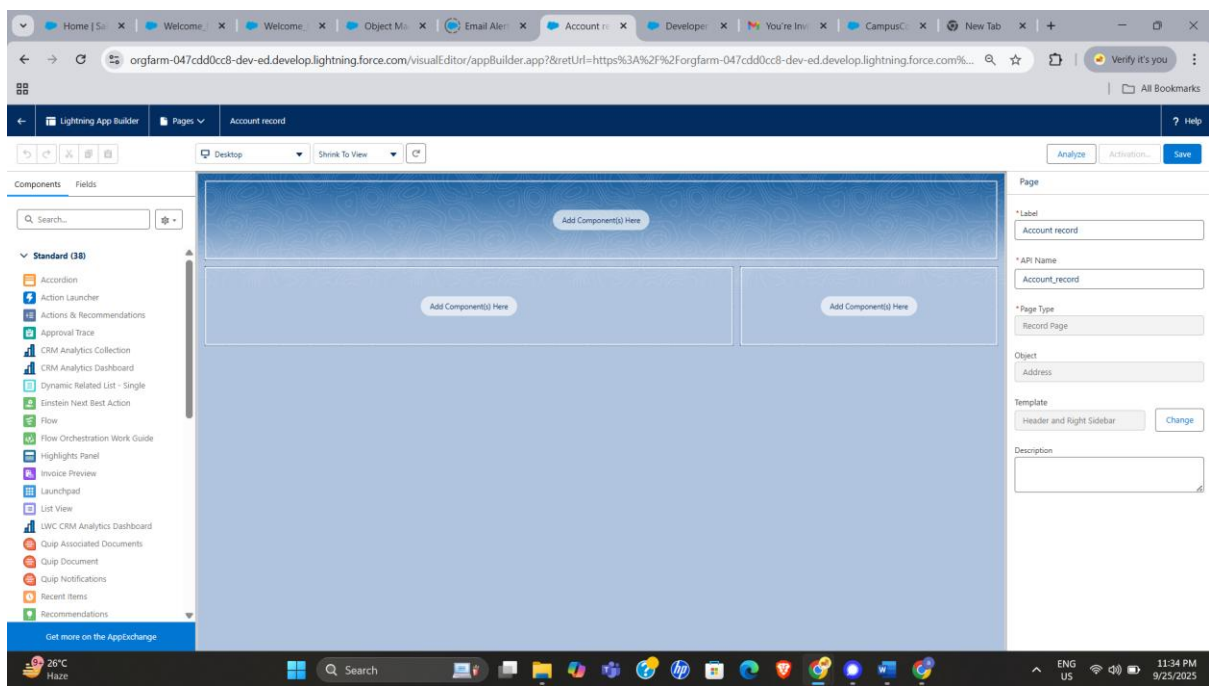 Home | Sa
Welcome_
Welcome_
Object Ma
Email Aler
Account re
Developer
You're Inv
CampusCo
New Tab
orgfarm-047cdd0cc8-dev-ed.develop.lightning.force.com/visualEditor/appBuilder.app?&retUrl=https%3A%2F%2Forgfarm-047cdd0cc8-dev-ed.develop.lightning.force.com%...
Verify it's you
All Bookmarks
Lightning App Builder
Pages
Account record
? Help
Desktop
Shrink To View
Analyze
Activation...
Save
Components
Fields
Search...
Standard (38)
Accordion
Action Launcher
Actions & Recommendations
Approval Trace
CRM Analytics Collection
CRM Analytics Dashboard
Dynamic Related List - Single
Einstein Next Best Action
Flow
Flow Orchestration Work Guide
Highlights Panel
Invoice Preview
Launchpad
List View
LWC CRM Analytics Dashboard
Quip Associated Documents
Quip Document
Quip Notifications
Recent Items
Recommendations
Get more on the AppExchange
Add Component(s) Here
Add Component(s) Here
Add Component(s) Here
Page
*Label
Account record
*API Name
Account_record
*Page Type
Record Page
Object
Address
Template
Header and Right Sidebar
Change
Description
9+
26°C
Haze
Search
ENG
US
11:34 PM
9/25/2025